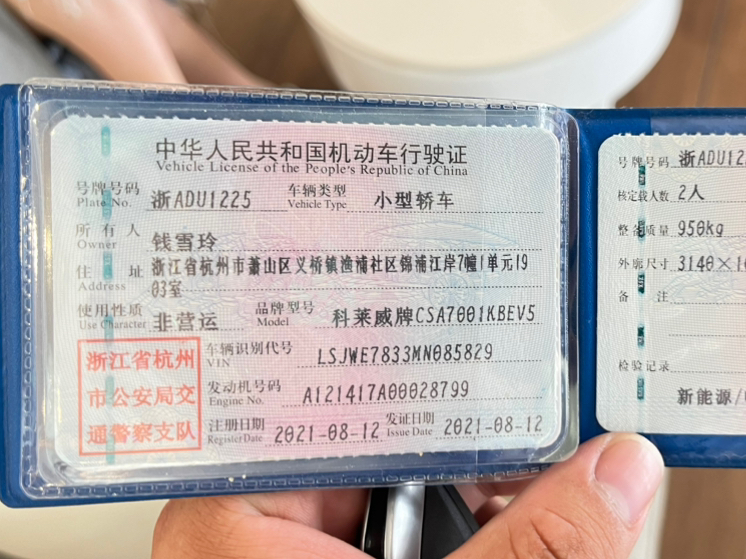 中华人民共和国机动车行驶证
Vehicle License of the People's Republic of China
号牌号码 浙ADU1225 车辆类型 小型轿车
Plate No. Vehicle Type
所有人 钱雪玲
Owner
住址 浙江省杭州市萧山区义桥镇渔浦社区锦浦江岸7幢1单元19
Address 03室
使用性质 非营运 品牌型号 科莱威牌CSA7001KBEV5
Use Character Model
浙江省杭州
市公安局交
通警察支队
车辆识别代号 LSJWE7833MN085829
VIN
发动机号码 A121417A00028799
Engine No.
注册日期 2021-08-12 发证日期 2021-08-12
Register Date Issue Date
号牌号码 浙ADU12
核定载人数 2人
整备质量 950kg
外廓尺寸 3140×1
备注
检验记录
新能源/